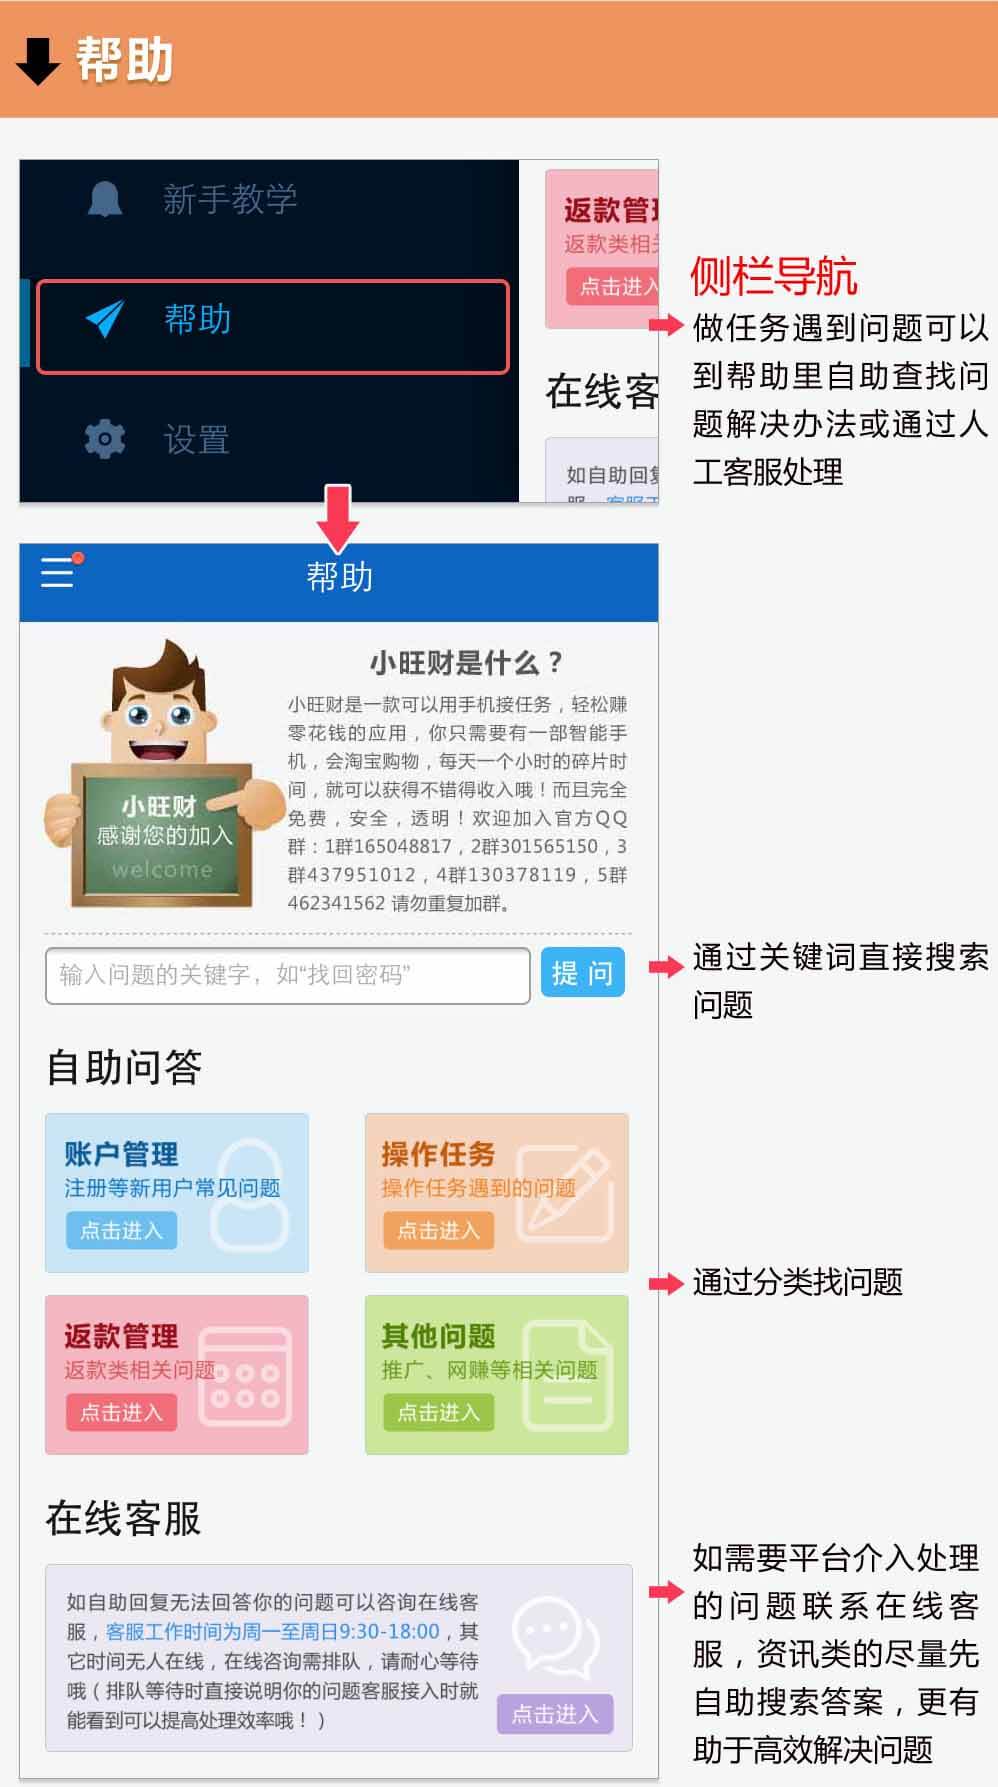 帮助
新手教学
帮助
设置
返款管理
返款类相关
点击进入
在线客
如自助回复
服，客服工
侧栏导航
做任务遇到问题可以
到帮助里自助查找问
题解决办法或通过人
工客服处理
帮助
小旺财是什么？
小旺财是一款可以用手机接任务，轻松赚
零花钱的应用，你只需要有一部智能手
机，会淘宝购物，每天一个小时的碎片时
间，就可以获得不错得收入哦！而且完全
免费，安全，透明！欢迎加入官方QQ
群：1群165048817，2群301565150，3
群437951012，4群130378119，5群
462341562 请勿重复加群。
小旺财
感谢您的加入
welcome
输入问题的关键字，如“找回密码”
提 问
通过关键词直接搜索
问题
自助问答
账户管理
注册等新用户常见问题
点击进入
操作任务
操作任务遇到的问题
点击进入
返款管理
返款类相关问题
点击进入
其他问题
推广、网赚等相关问题
点击进入
通过分类找问题
在线客服
如自助回复无法回答你的问题可以咨询在线客
服，客服工作时间为周一至周日9:30-18:00，其
它时间无人在线，在线咨询需排队，请耐心等待
哦（排队等待时直接说明你的问题客服接入时就
能看到可以提高处理效率哦！）
点击进入
如需要平台介入处理
的问题联系在线客
服，资讯类的尽量先
自助搜索答案，更有
助于高效解决问题